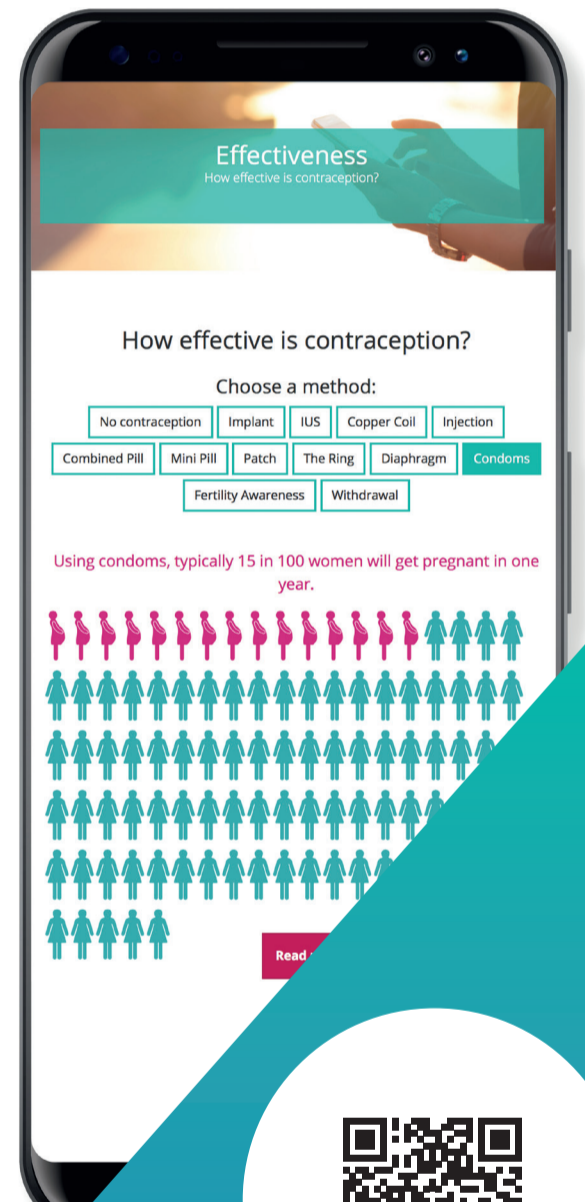 Effectiveness
How effective is contraception?
How effective is contraception?
Choose a method:
No contraception Implant IUS Copper Coil Injection
Combined Pill Mini Pill Patch The Ring Diaphragm Condoms
Fertility Awareness Withdrawal
Using condoms, typically 15 in 100 women will get pregnant in one
year.
Read